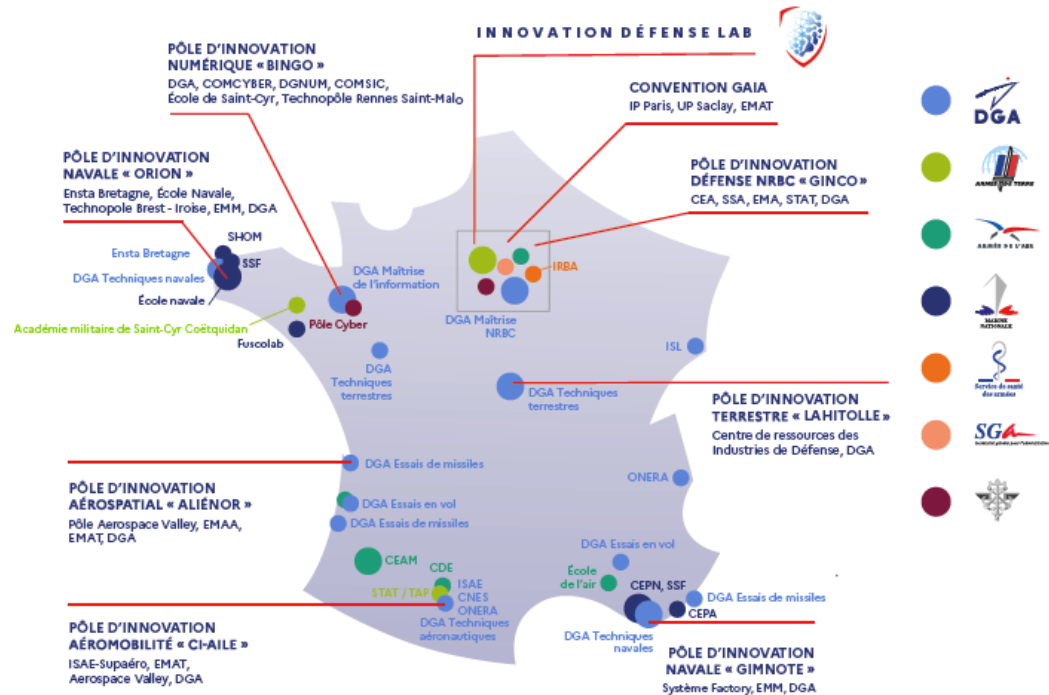 INNOVATION DÉFENSE LAB
PÔLE D'INNOVATION
NUMÉRIQUE « BINGO »
DGA, COMCYBER, DGNUM, COMSIC,
École de Saint-Cyr, Technopôle Rennes Saint-Malo
CONVENTION GAIA
IP Paris, UP Saclay, EMAT
PÔLE D'INNOVATION
NAVALE « ORION »
Ensta Bretagne, École Navale,
Technopole Brest - Iroise, EMM, DGA
PÔLE D'INNOVATION
DÉFENSE NRBC « GINCO »
CEA, SSA, EMA, STAT, DGA
SHOM
Ensta Bretagne
SSF
DGA Techniques navales
École navale
DGA Maîtrise
de l'information
IRBA
Académie militaire de Saint-Cyr Coëtquidan
Pôle Cyber
Fuscolab
DGA Maîtrise
NRBC
ISL
DGA
Techniques
terrestres
DGA Techniques
terrestres
PÔLE D'INNOVATION
TERRESTRE « LAHITOLLE »
Centre de ressources des
Industries de Défense, DGA
DGA Essais de missiles
ONERA
PÔLE D'INNOVATION
AÉROSPATIAL « ALIÉNOR »
Pôle Aerospace Valley, EMAA,
EMAT, DGA
DGA Essais en vol
DGA Essais de missiles
DGA Essais en vol
CEAM
CDE
École
de l'air
STAT / TAP
ISAE
CNES
ONERA
DGA Techniques
aéronautiques
CEPN, SSF
DGA Essais de missiles
CEPA
DGA Techniques
navales
PÔLE D'INNOVATION
AÉROMOBILITÉ « CI-AILE »
ISAE-Supaéro, EMAT,
Aerospace Valley, DGA
PÔLE D'INNOVATION
NAVALE « GIMNOTE »
Système Factory, EMM, DGA
DGA
ARMÉE DE TERRE
ARMÉE DE L'AIR
MARINE
NATIONALE
Service de santé
des armées
SGA